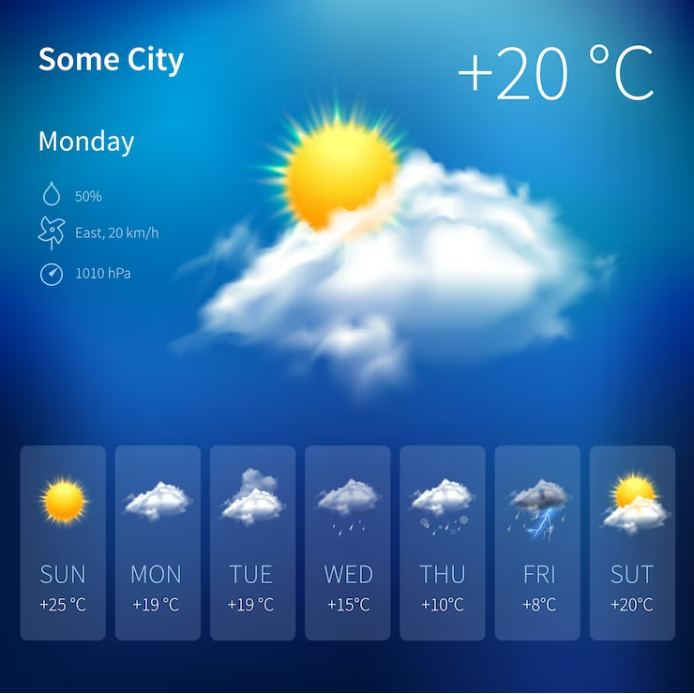 Some City
+20 °C
Monday
50%
East, 20 km/h
1010 hPa
SUN
+25 °C
MON
+19 °C
TUE
+19 °C
WED
+15°C
THU
+10°C
FRI
+8°C
SUT
+20°C